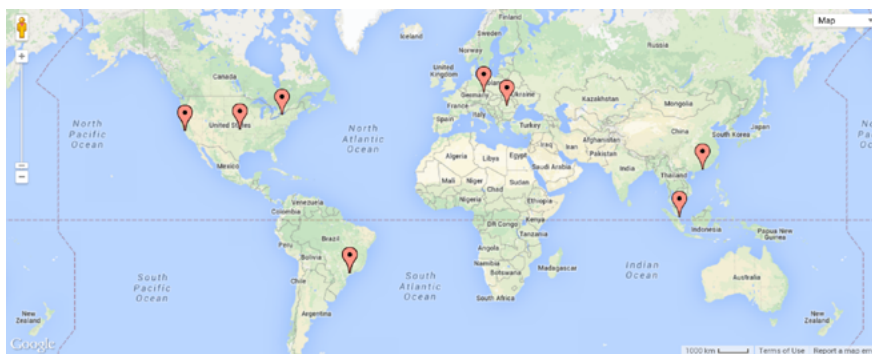 Map
Finland
Iceland
Sweden
Norway
Russia
Canada
United
Kingdom
Germany
Ukraine
France
Kazakhstan
Mongolia
North
Pacific
Ocean
United States
North
Atlantic
Ocean
Spain
Italy
Turkey
Afghanistan
Pakistan
China
South Korea
Japan
Iraq
Iran
Mexico
Algeria
Libya
Egypt
Saudi Arabia
India
Thailand
Mali
Niger
Chad
Sudan
Nigeria
Ethiopia
Venezuela
Colombia
DR Congo
Kenya
Tanzania
Indonesia
Papua New
Guinea
Peru
Brazil
Bolivia
Angola
Namibia
Botswana
Madagascar
Indian
Ocean
Australia
South
Pacific
Ocean
Chile
South
Atlantic
Ocean
South Africa
Argentina
New
Zealand
New
Zealand
Google
1000 km
Terms of Use
Report a map